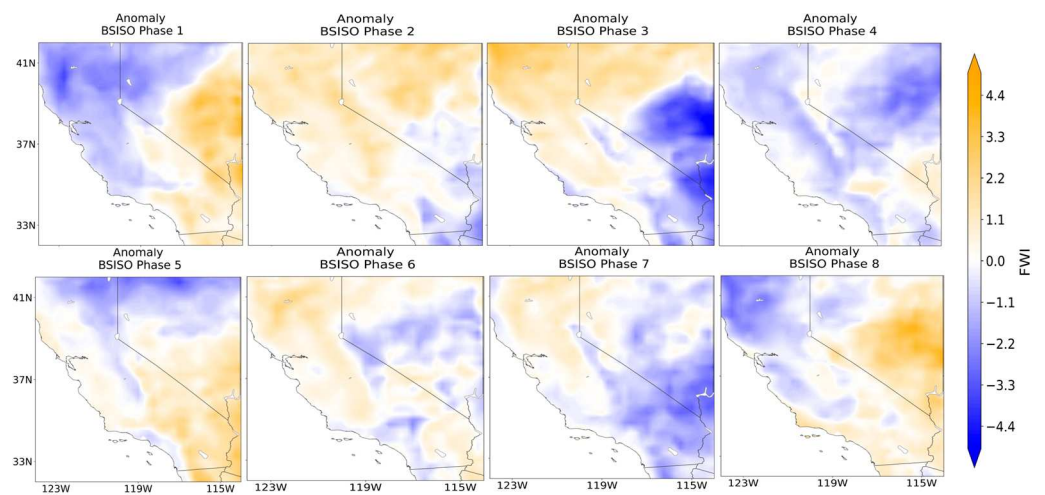 Anomaly
BSISO Phase 1
Anomaly
BSISO Phase 2
Anomaly
BSISO Phase 3
Anomaly
BSISO Phase 4
41N
37N
33N
Anomaly
BSISO Phase 5
Anomaly
BSISO Phase 6
Anomaly
BSISO Phase 7
Anomaly
BSISO Phase 8
41N
37N
33N
123W 119W 115W
123W 119W 115W
123W 119W 115W
123W 119W 115W
4.4
3.3
2.2
1.1
0.0
−1.1
−2.2
−3.3
−4.4
FWI